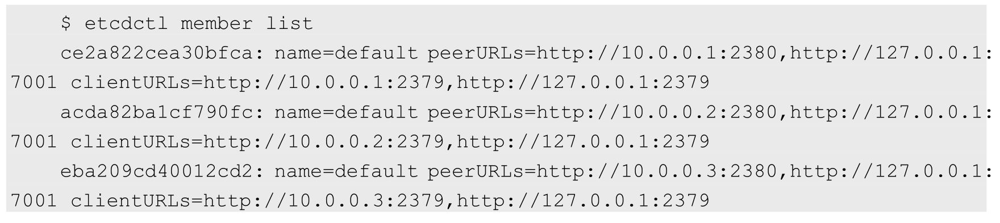 $ etcdctl member list
ce2a822cea30bfca: name=default peerURLs=http://10.0.0.1:2380,http://127.0.0.1:
7001 clientURLs=http://10.0.0.1:2379,http://127.0.0.1:2379
acda82ba1cf790fc: name=default peerURLs=http://10.0.0.2:2380,http://127.0.0.1:
7001 clientURLs=http://10.0.0.2:2379,http://127.0.0.1:2379
eba209cd40012cd2: name=default peerURLs=http://10.0.0.3:2380,http://127.0.0.1:
7001 clientURLs=http://10.0.0.3:2379,http://127.0.0.1:2379